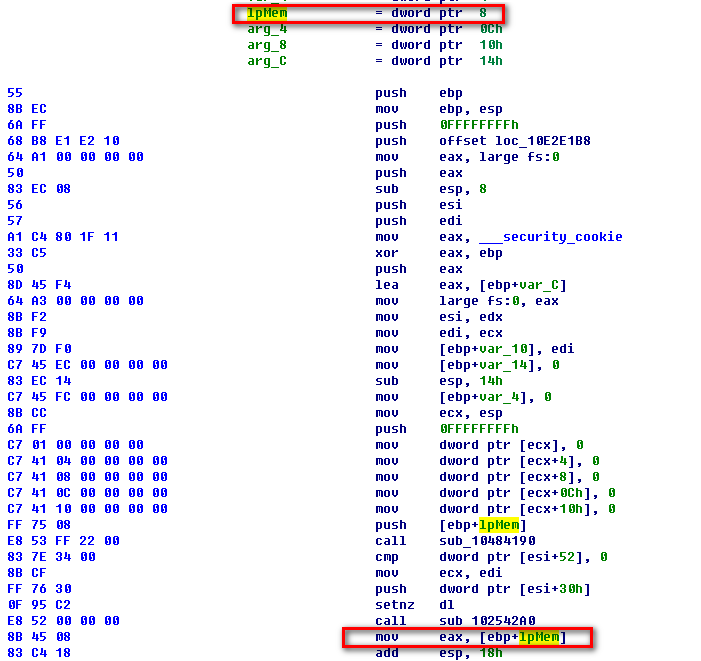 lpMem = dword ptr 8
arg_4 = dword ptr 0Ch
arg_8 = dword ptr 10h
arg_C = dword ptr 14h
55 push ebp
8B EC mov ebp, esp
6A FF push 0FFFFFFFFh
68 B8 E1 E2 10 push offset loc_10E2E1B8
64 A1 00 00 00 00 mov eax, large fs:0
50 push eax
83 EC 08 sub esp, 8
56 push esi
57 push edi
A1 C4 80 1F 11 mov eax, ___security_cookie
33 C5 xor eax, ebp
50 push eax
8D 45 F4 lea eax, [ebp+var_C]
64 A3 00 00 00 00 mov large fs:0, eax
8B F2 mov esi, edx
8B F9 mov edi, ecx
89 7D F0 mov [ebp+var_10], edi
C7 45 EC 00 00 00 00 mov [ebp+var_14], 0
83 EC 14 sub esp, 14h
C7 45 FC 00 00 00 00 mov [ebp+var_4], 0
8B CC mov ecx, esp
6A FF push 0FFFFFFFFh
C7 01 00 00 00 00 mov dword ptr [ecx], 0
C7 41 04 00 00 00 00 mov dword ptr [ecx+4], 0
C7 41 08 00 00 00 00 mov dword ptr [ecx+8], 0
C7 41 0C 00 00 00 00 mov dword ptr [ecx+0Ch], 0
C7 41 10 00 00 00 00 mov dword ptr [ecx+10h], 0
FF 75 08 push [ebp+lpMem]
E8 53 FF 22 00 call sub_10484190
83 7E 34 00 cmp dword ptr [esi+52], 0
8B CF mov ecx, edi
FF 76 30 push dword ptr [esi+30h]
0F 95 C2 setnz dl
E8 52 00 00 00 call sub_102542A0
8B 45 08 mov eax, [ebp+lpMem]
83 C4 18 add esp, 18h